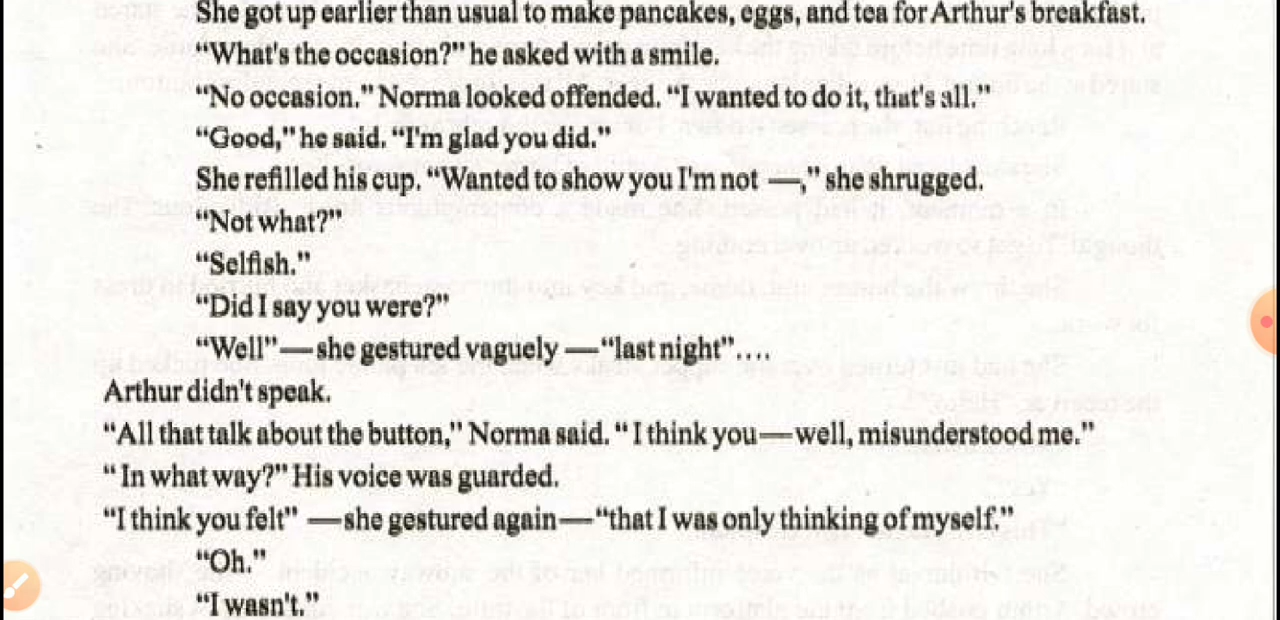 She got up earlier than usual to make pancakes, eggs, and tea for Arthur's breakfast.
“What's the occasion?” he asked with a smile.
“No occasion.” Norma looked offended. “I wanted to do it, that's all.”
“Good,” he said. “I'm glad you did.”
She refilled his cup. “Wanted to show you I'm not —,” she shrugged.
“Not what?”
“Selfish.”
“Did I say you were?”
“Well” — she gestured vaguely — “last night”....
Arthur didn't speak.
“All that talk about the button,” Norma said. “ I think you — well, misunderstood me.”
“ In what way?” His voice was guarded.
“I think you felt” — she gestured again — “that I was only thinking of myself.”
“Oh.”
“I wasn't.”